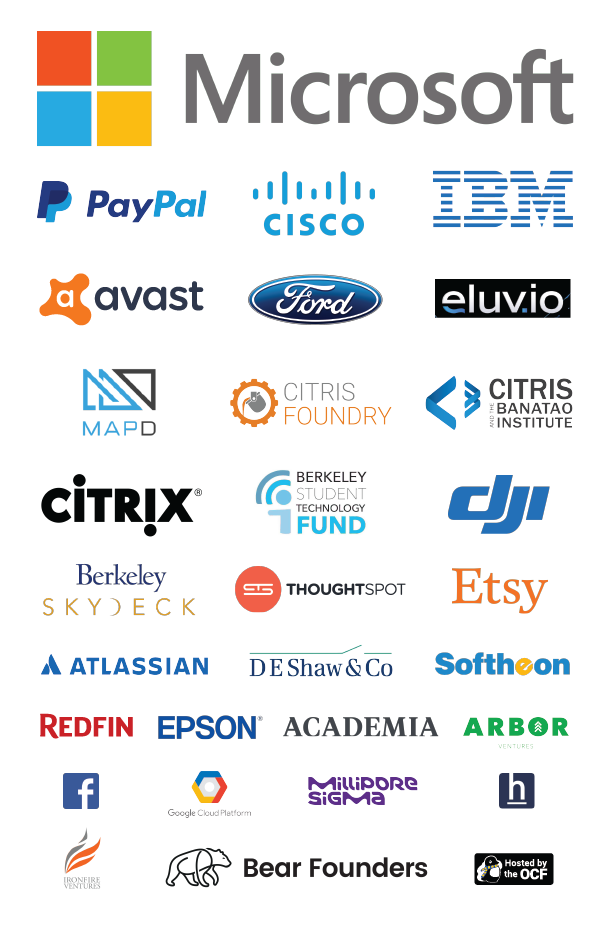 Microsoft
PayPal
CISCO
IBM
a avast
Ford
eluv.io
MAPD
CITRIS
FOUNDRY
CITRIS
AND THE
BANATAO
INSTITUTE
CiTRiX®
BERKELEY
STUDENT
TECHNOLOGY
FUND
dji
Berkeley
SKYDECK
THOUGHTSPOT
Etsy
ATLASSIAN
DE Shaw & Co
Softheon
REDFIN
EPSON®
ACADEMIA
ARBOR
VENTURES
f
Google Cloud Platform
MilliPORE
SiGMa
h
IRONFIRE
VENTURES
Bear Founders
Hosted by
the OCF